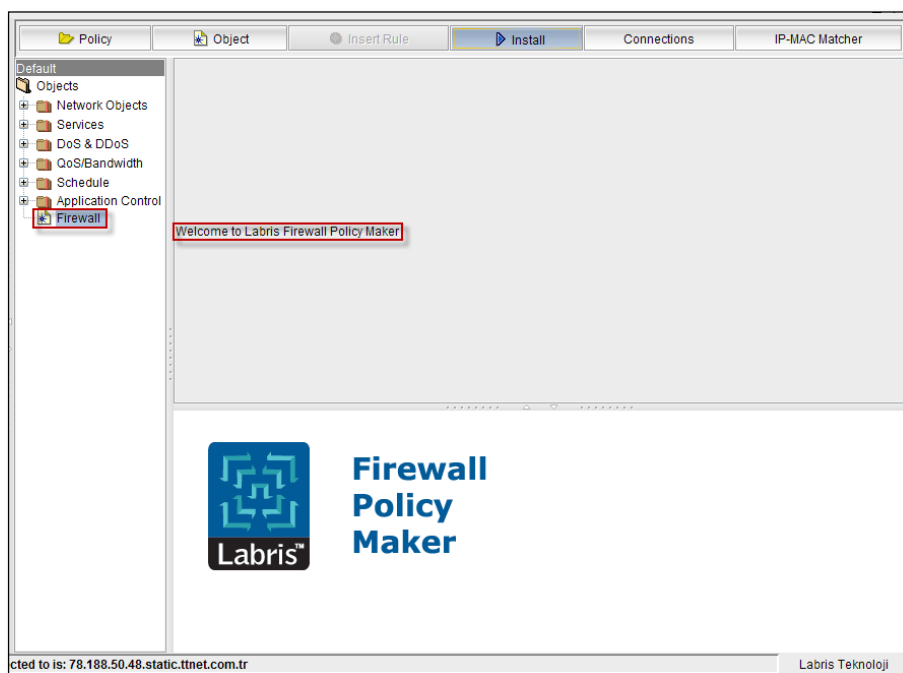 Policy
Object
Insert Rule
Install
Connections
IP-MAC Matcher
Default
Objects
Network Objects
Services
DoS & DDoS
QoS/Bandwidth
Schedule
Application Control
Firewall
Welcome to Labris Firewall Policy Maker
Labris™
Firewall
Policy
Maker
cted to is: 78.188.50.48.static.ttnet.com.tr
Labris Teknoloji